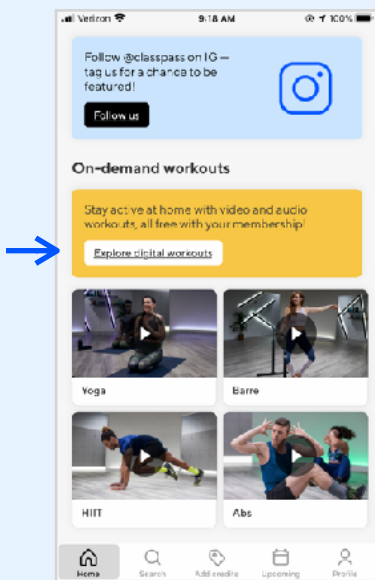 Verizon 9:18 AM 100%
Follow @classpass on IG —
tag us for a chance to be
featured!
Follow us
On-demand workouts
Stay active at home with video and audio
workouts, all free with your membership!
Explore digital workouts
Yoga Barre
HIIT Abs
Home Search Add credits Upcoming Profile